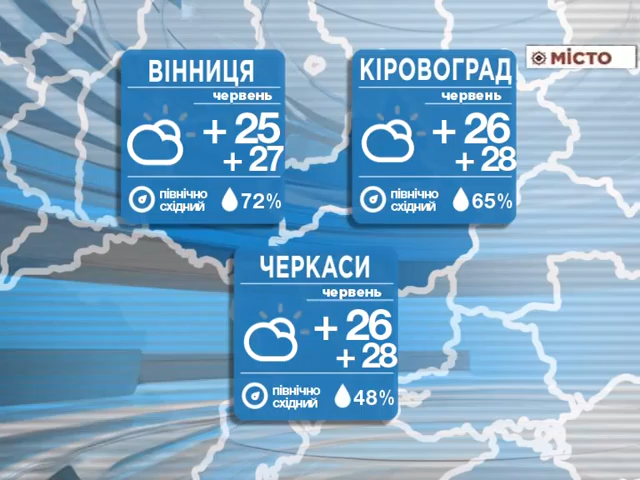 ВІННИЦЯ
червень
+ 25
+ 27
північно
східний
72%
КІРОВОГРАД
червень
+ 26
+ 28
північно
східний
65%
МІСТО
ЧЕРКАСИ
червень
+ 26
+ 28
північно
східний
48%